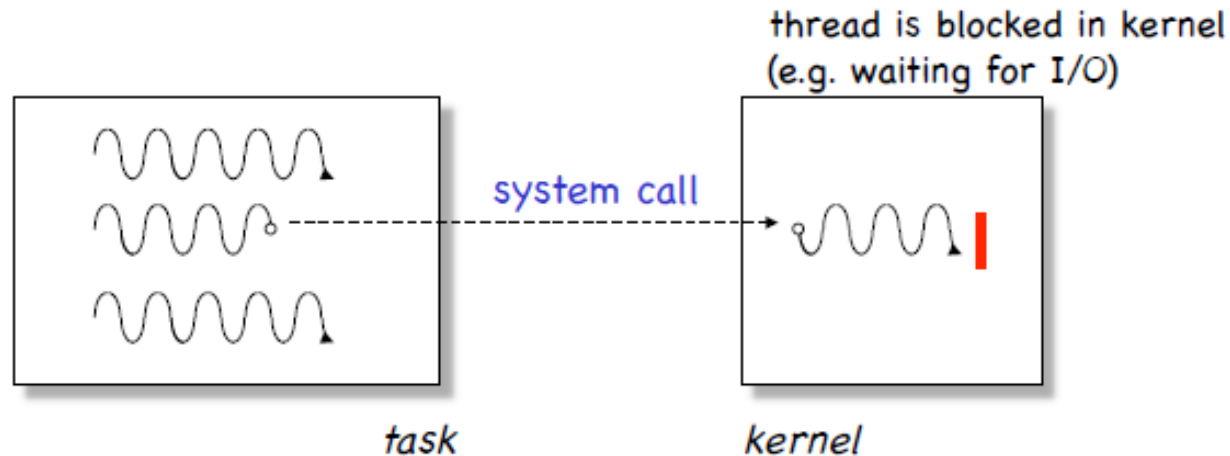 thread is blocked in kernel
(e.g. waiting for I/O)
system call
task
kernel